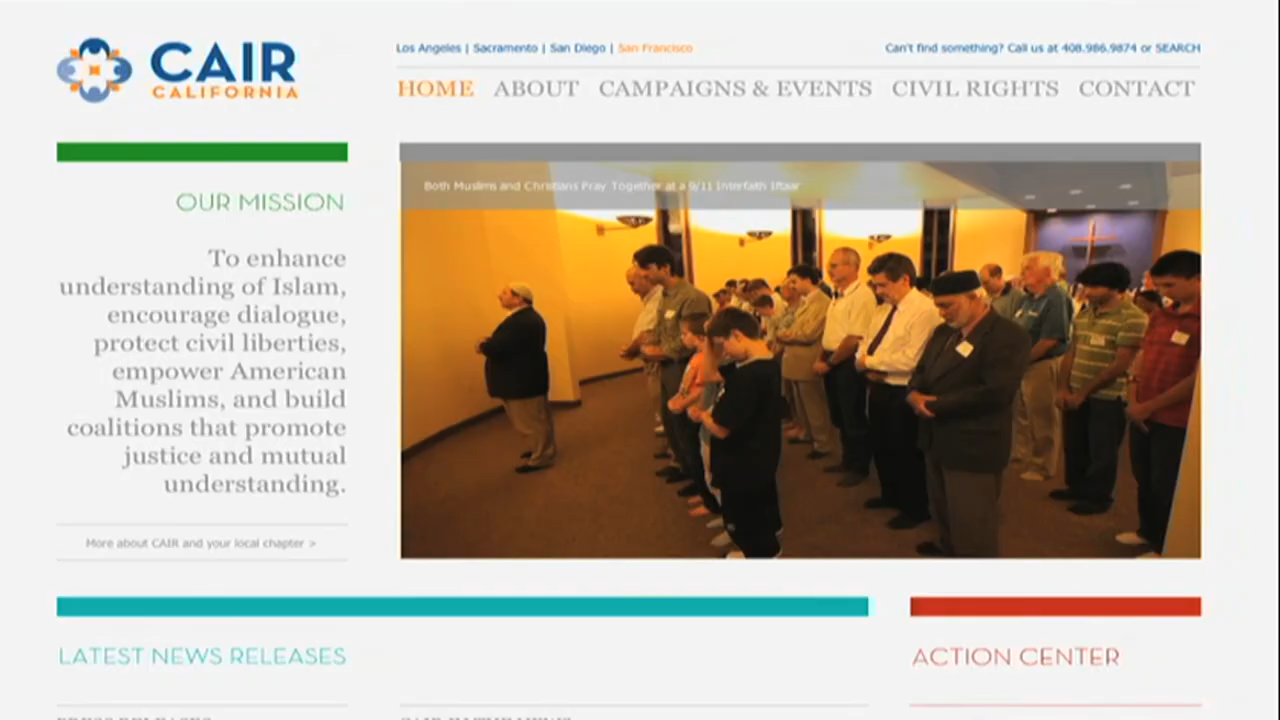 CAIR
CALIFORNIA
Los Angeles | Sacramento | San Diego | San Francisco
Can't find something? Call us at 408.986.9874 or SEARCH
HOME ABOUT CAMPAIGNS & EVENTS CIVIL RIGHTS CONTACT
OUR MISSION
To enhance
understanding of Islam,
encourage dialogue,
protect civil liberties,
empower American
Muslims, and build
coalitions that promote
justice and mutual
understanding.
More about CAIR and your local chapter >
Both Muslims and Christians Pray Together at a 9/11 Interfaith Iftaar
LATEST NEWS RELEASES
ACTION CENTER